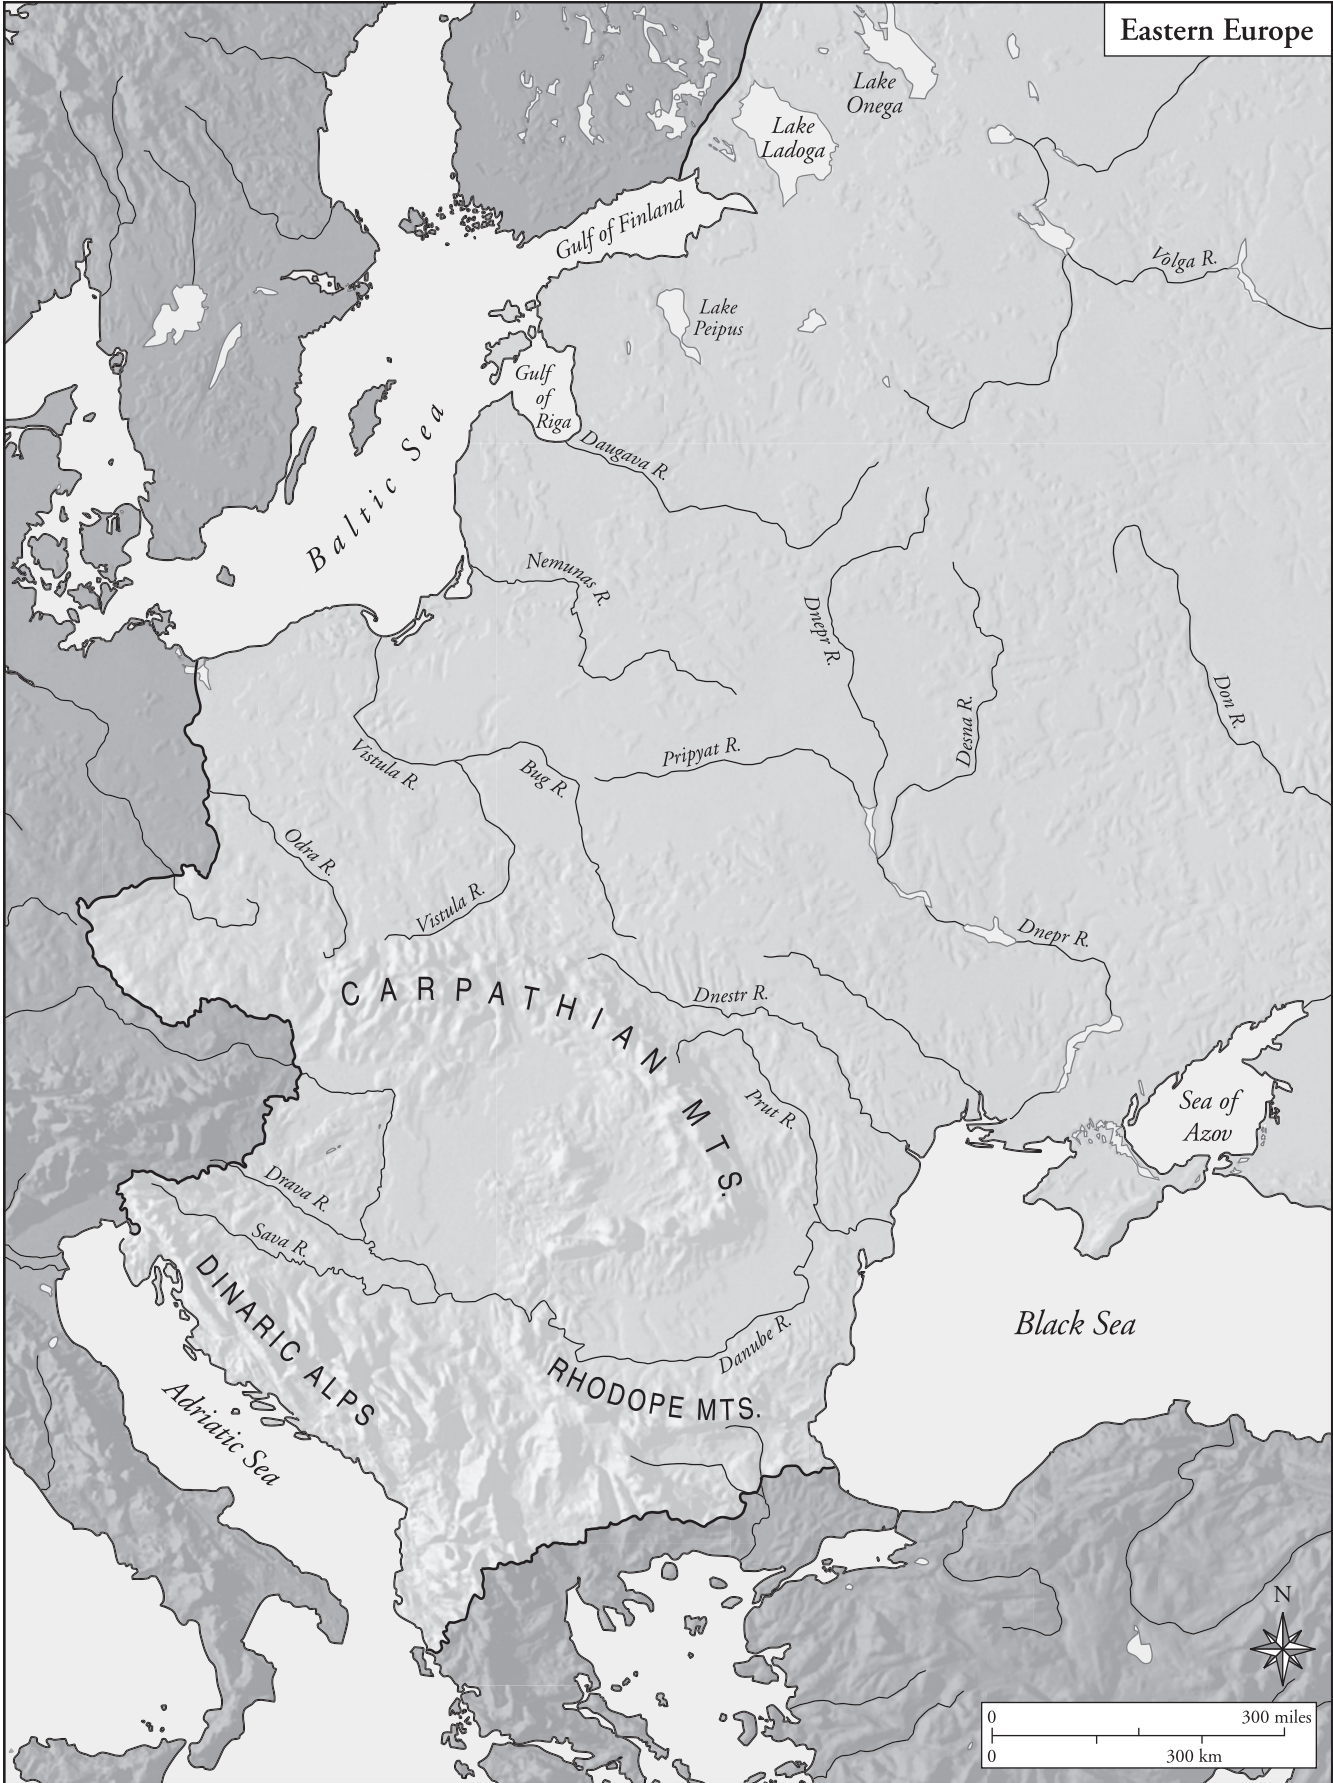 Eastern Europe
Lake
Onega
Lake
Ladoga
Gulf of Finland
Volga R.
Lake
Peipus
Gulf
of
Riga
Baltic Sea
Daugava R.
Nemunas R.
Dnepr R.
Desna R.
Don R.
Pripyat R.
Vistula R.
Bug R.
Odra R.
Vistula R.
Dnepr R.
CARPATHIAN MTS.
Dnestr R.
Prut R.
Sea of
Azov
Drava R.
Sava R.
DINARIC ALPS
Black Sea
Danube R.
RHODOPE MTS.
Adriatic Sea
N
0 300 miles
0 300 km